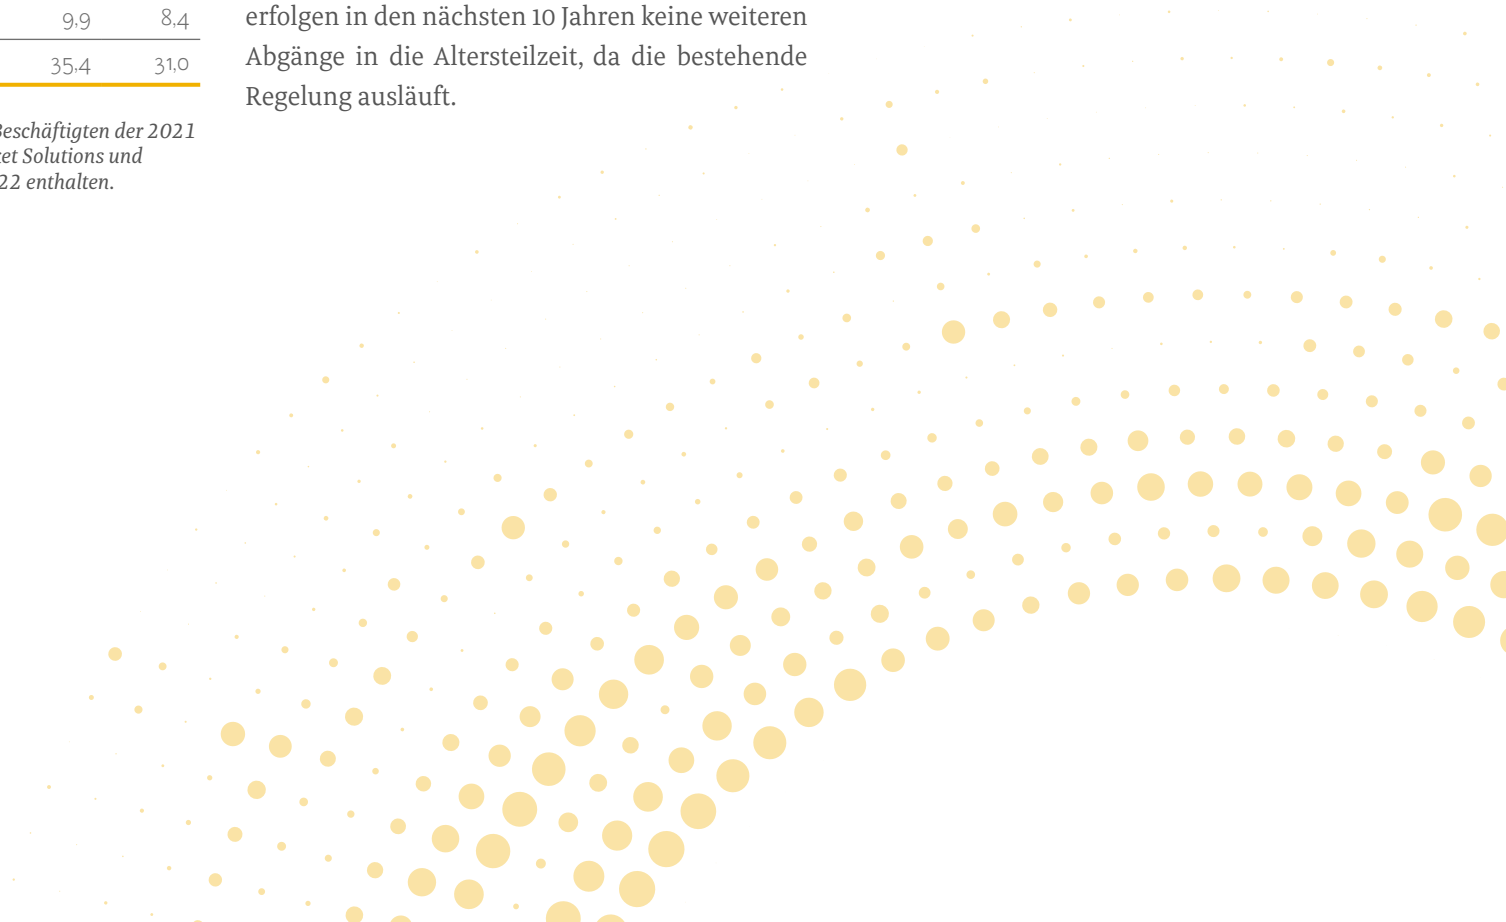 9,9 8,4
35,4 31,0
Beschäftigten der 2021
et Solutions und
22 enthalten.
erfolgen in den nächsten 10 Jahren keine weiteren
Abgänge in die Altersteilzeit, da die bestehende
Regelung ausläuft.